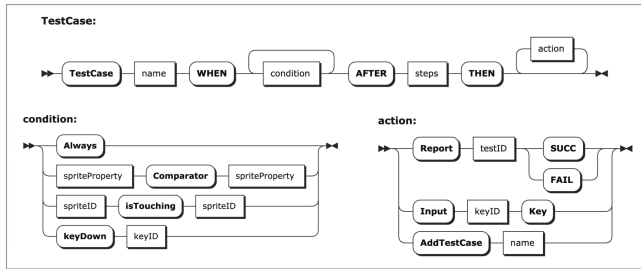 TestCase:
action
TestCase name WHEN condition AFTER steps THEN
condition:
Always
spriteProperty Comparator spriteProperty
spriteID isTouching spriteID
keyDown keyID
action:
Report testID SUCC
FAIL
Input keyID Key
AddTestCase name